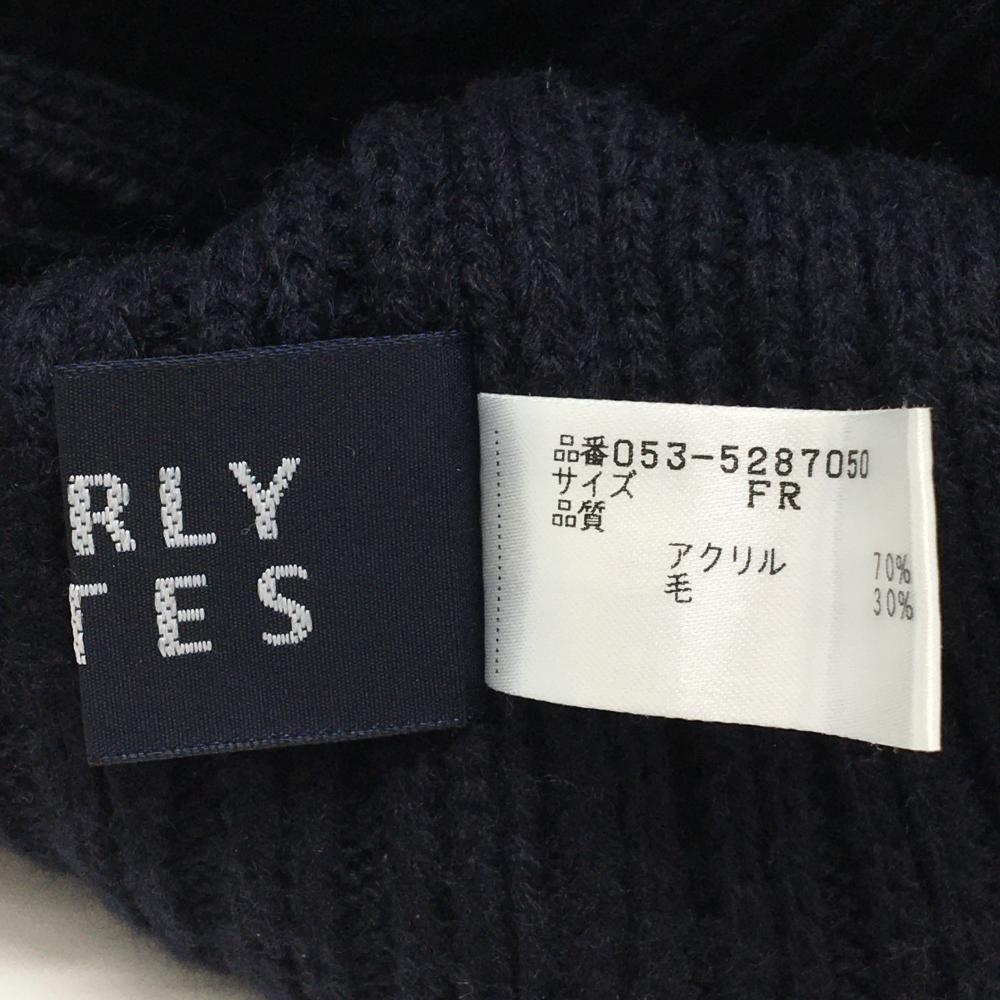 RLY
TES
品番053-5287050
サイズ FR
品質
アクリル 70%
毛 30%